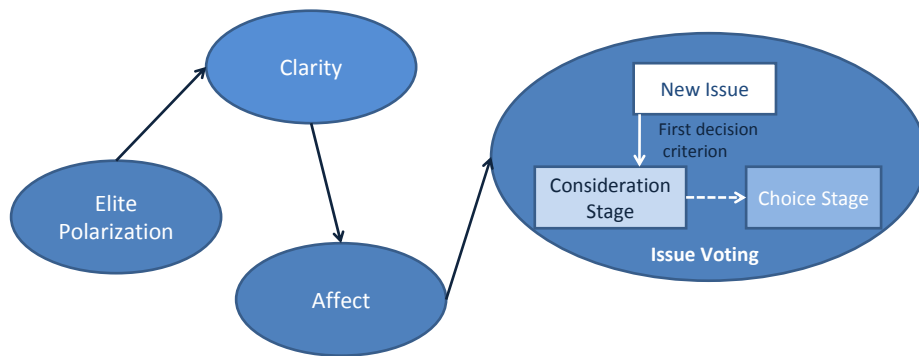 Clarity
Elite
Polarization
Affect
New Issue
First decision
criterion
Consideration
Stage
Choice Stage
Issue Voting